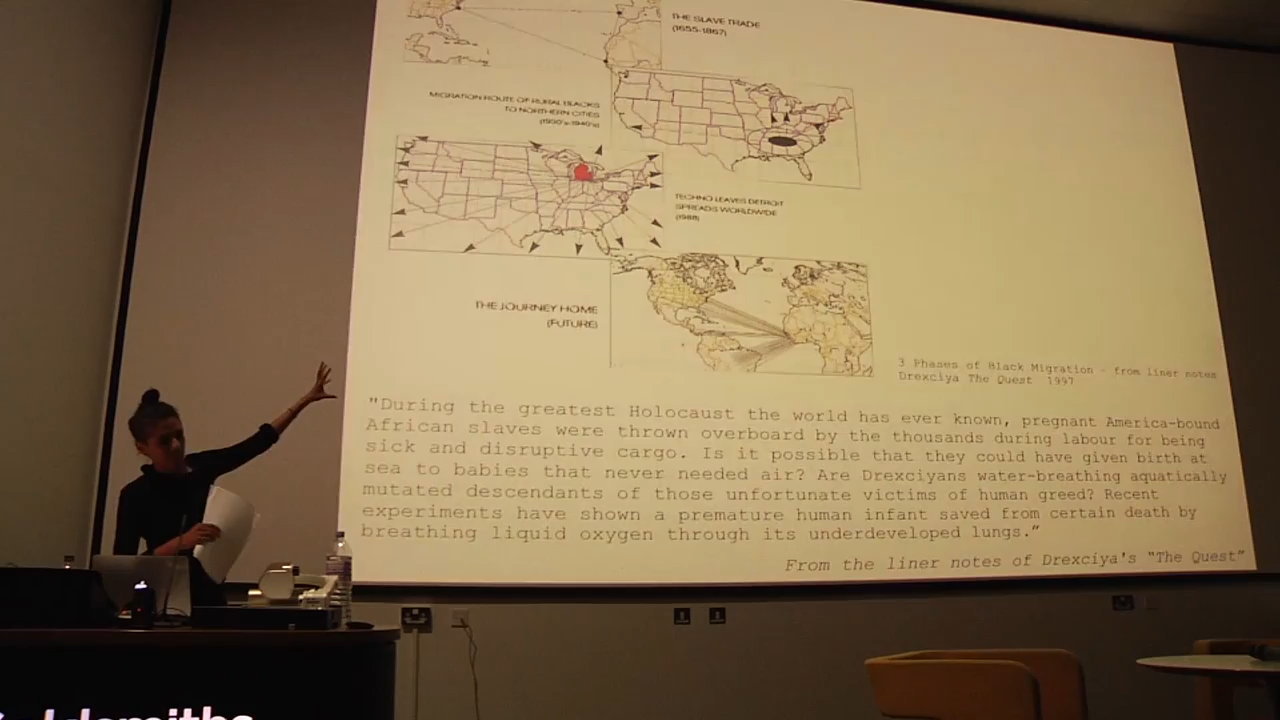 THE SLAVE TRADE
(1655-1867)
MIGRATION ROUTE OF RURAL BLACKS
TO NORTHERN CITIES
(1930's-1940's)
TECHNO LEAVES DETROIT
SPREADS WORLDWIDE
(1988)
THE JOURNEY HOME
(FUTURE)
3 Phases of Black Migration - from liner notes
Drexciya The Quest 1997
"During the greatest Holocaust the world has ever known, pregnant America-bound
African slaves were thrown overboard by the thousands during labour for being
sick and disruptive cargo. Is it possible that they could have given birth at
sea to babies that never needed air? Are Drexciyans water-breathing aquatically
mutated descendants of those unfortunate victims of human greed? Recent
experiments have shown a premature human infant saved from certain death by
breathing liquid oxygen through its underdeveloped lungs.”
From the liner notes of Drexciya's "The Quest”